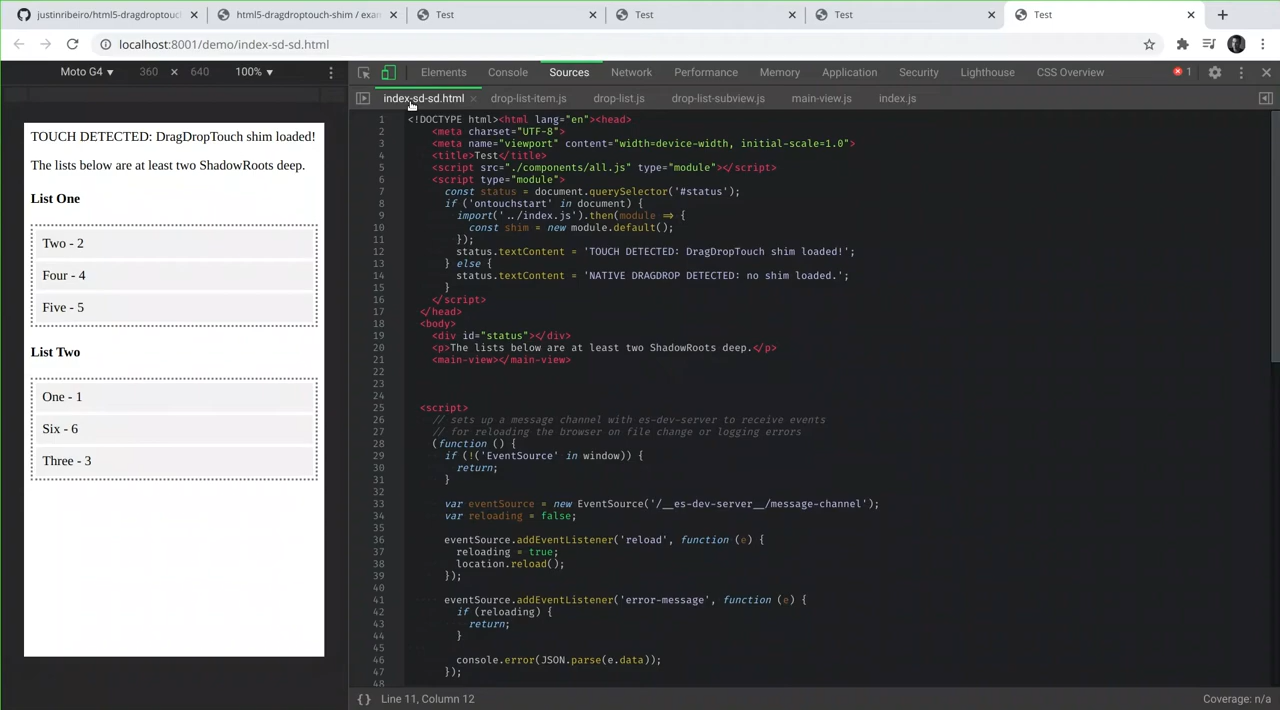 justinribeiro/html5-dragdroptouc
html5-dragdroptouch-shim / exan
Test
Test
Test
Test
localhost:8001/demo/index-sd-sd.html
Moto G4 ▾ 360 × 640 100% ▾
Elements Console Sources Network Performance Memory Application Security Lighthouse CSS Overview 1
index-sd-sd.html drop-list-item.js drop-list.js drop-list-subview.js main-view.js index.js
TOUCH DETECTED: DragDropTouch shim loaded!
The lists below are at least two ShadowRoots deep.
List One
Two - 2
Four - 4
Five - 5
List Two
One - 1
Six - 6
Three - 3
1 <!DOCTYPE html><html lang="en"><head>
2 <meta charset="UTF-8">
3 <meta name="viewport" content="width=device-width, initial-scale=1.0">
4 <title>Test</title>
5 <script src="./components/all.js" type="module"></script>
6 <script type="module">
7 const status = document.querySelector('#status');
8 if ('ontouchstart' in document) {
9 import('../index.js').then(module => {
10 const shim = new module.default();
11 });
12 status.textContent = 'TOUCH DETECTED: DragDropTouch shim loaded!';
13 } else {
14 status.textContent = 'NATIVE DRAGDROP DETECTED: no shim loaded.';
15 }
16 </script>
17 </head>
18 <body>
19 <div id="status"></div>
20 <p>The lists below are at least two ShadowRoots deep.</p>
21 <main-view></main-view>
22
23
24
25 <script>
26 // sets up a message channel with es-dev-server to receive events
27 // for reloading the browser on file change or logging errors
28 (function () {
29 if (!('EventSource' in window)) {
30 return;
31 }
32
33 var eventSource = new EventSource('/__es-dev-server__/message-channel');
34 var reloading = false;
35
36 eventSource.addEventListener('reload', function (e) {
37 reloading = true;
38 location.reload();
39 });
40
41 eventSource.addEventListener('error-message', function (e) {
42 if (reloading) {
43 return;
44 }
45
46 console.error(JSON.parse(e.data));
47 });
48
{} Line 11, Column 12 Coverage: n/a